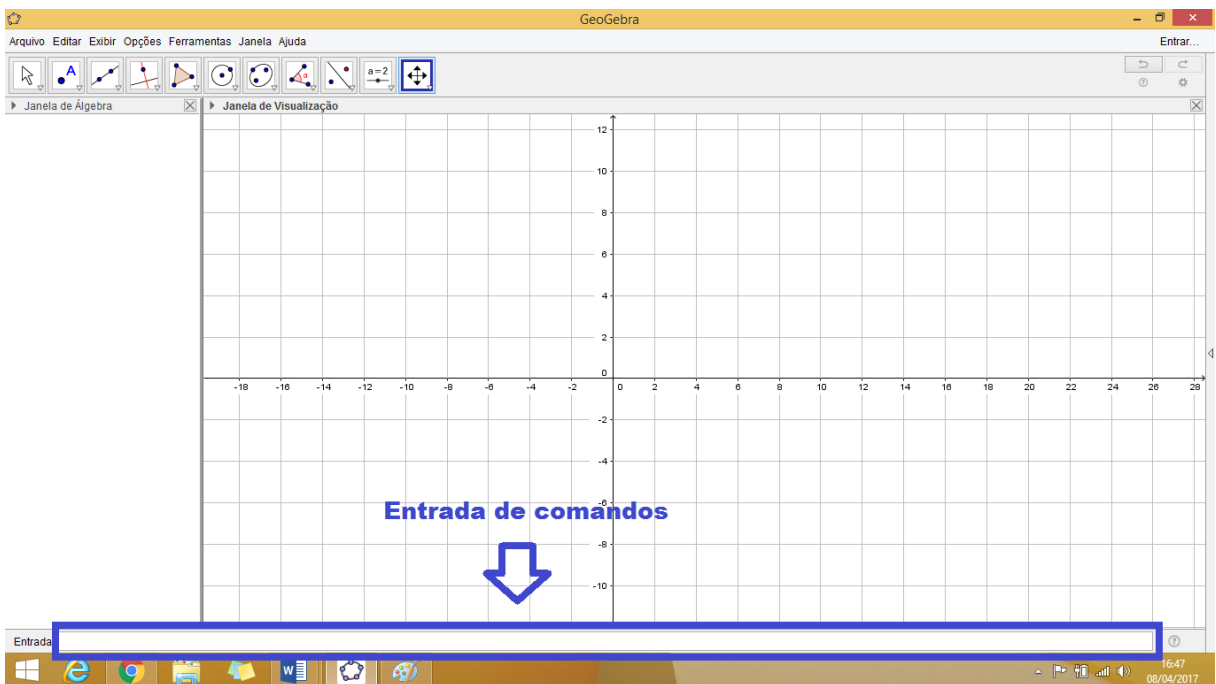 GeoGebra
Arquivo Editar Exibir Opções Ferramentas Janela Ajuda
Entrar...
A
α
a=2
Janela de Álgebra
Janela de Visualização
12
10
8
6
4
2
0
-18 -16 -14 -12 -10 -8 -6 -4 -2 0 2 4 6 8 10 12 14 16 18 20 22 24 26 28
-2
-4
-6
Entrada de comandos
-8
-10
Entrada
16:47
08/04/2017